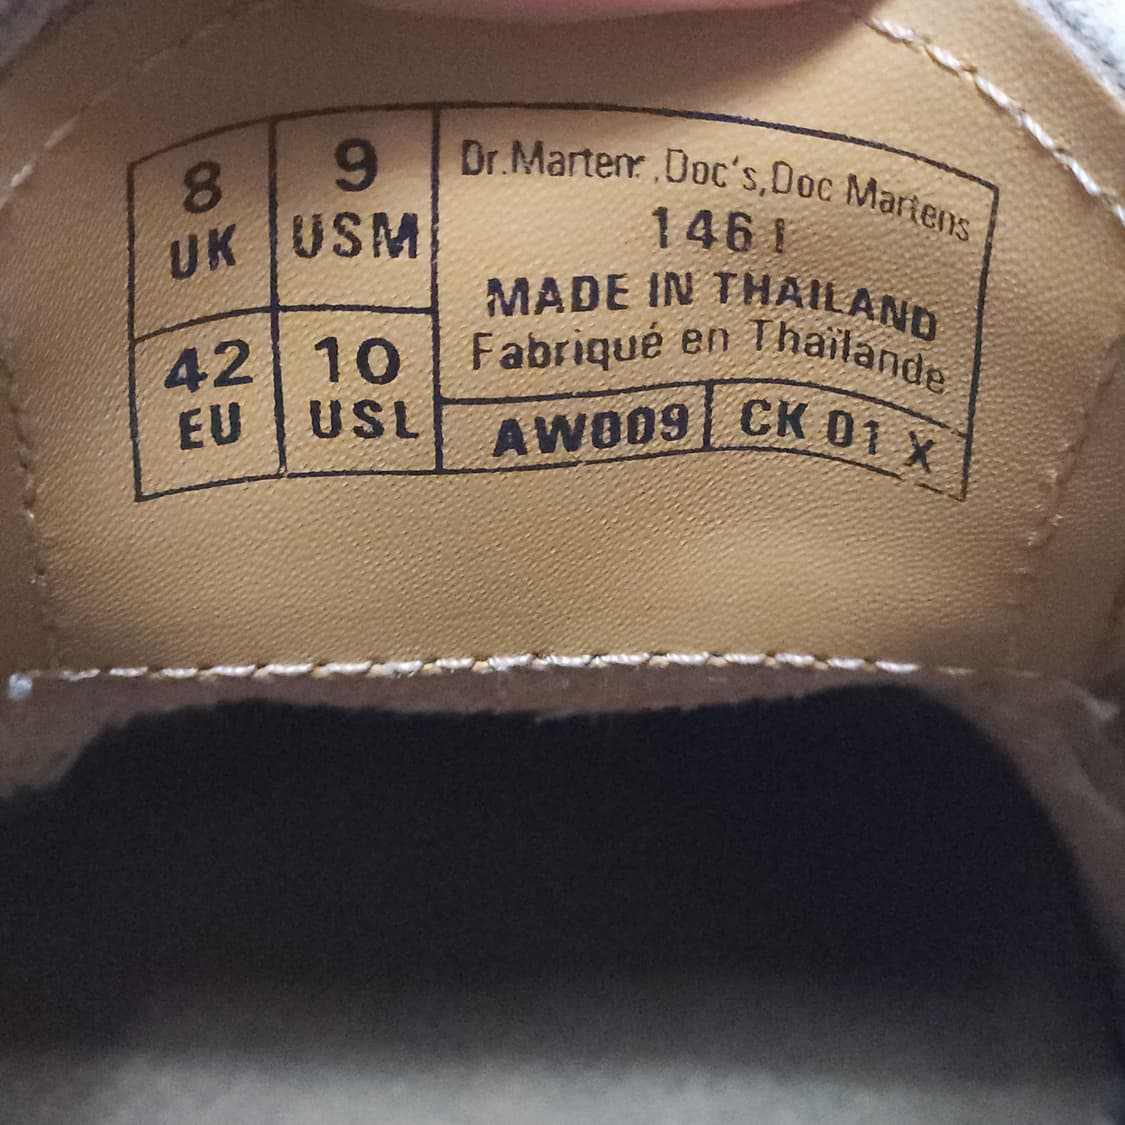 8
UK
9
USM
42
EU
10
USL
Dr.Martens, Doc's, Doc Martens
1461
MADE IN THAILAND
Fabriqué en Thaïlande
AW009
CK 01 X